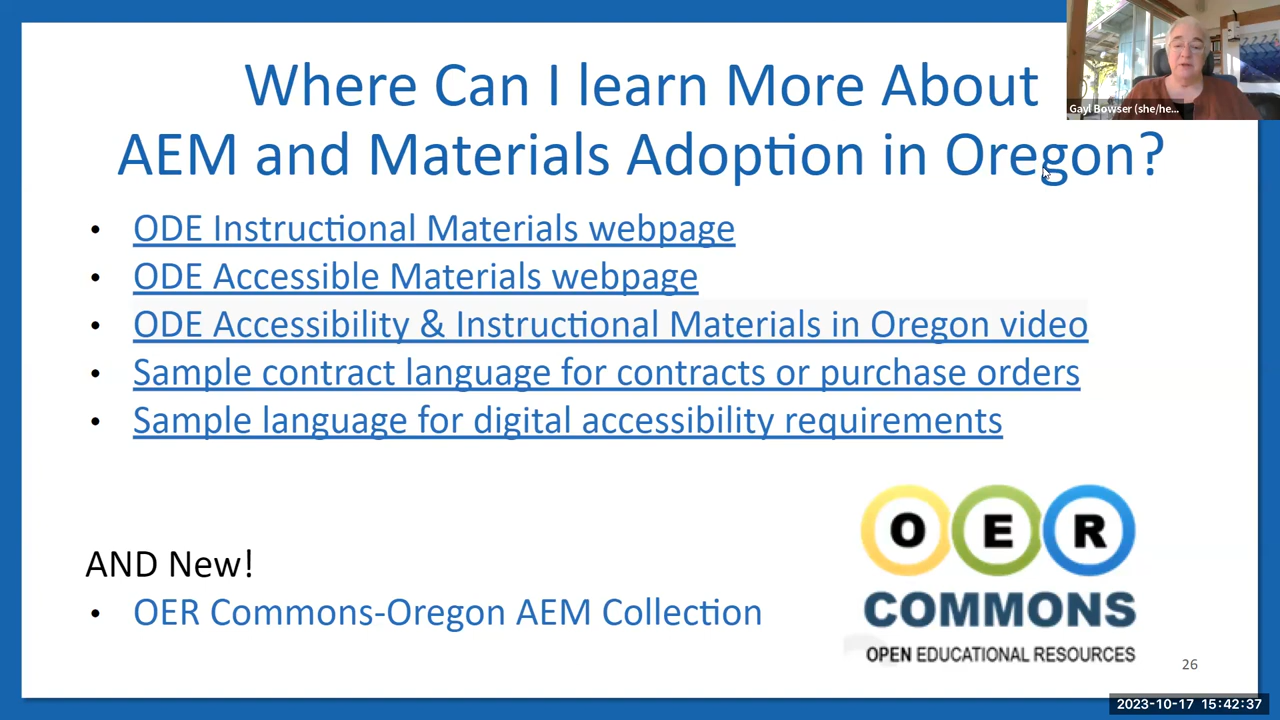 Where Can I learn More About
AEM and Materials Adoption in Oregon?
Gayl Bowser (she/he...
• ODE Instructional Materials webpage
• ODE Accessible Materials webpage
• ODE Accessibility & Instructional Materials in Oregon video
• Sample contract language for contracts or purchase orders
• Sample language for digital accessibility requirements
AND New!
• OER Commons-Oregon AEM Collection
O E R
COMMONS
OPEN EDUCATIONAL RESOURCES
26
2023-10-17 15:42:37